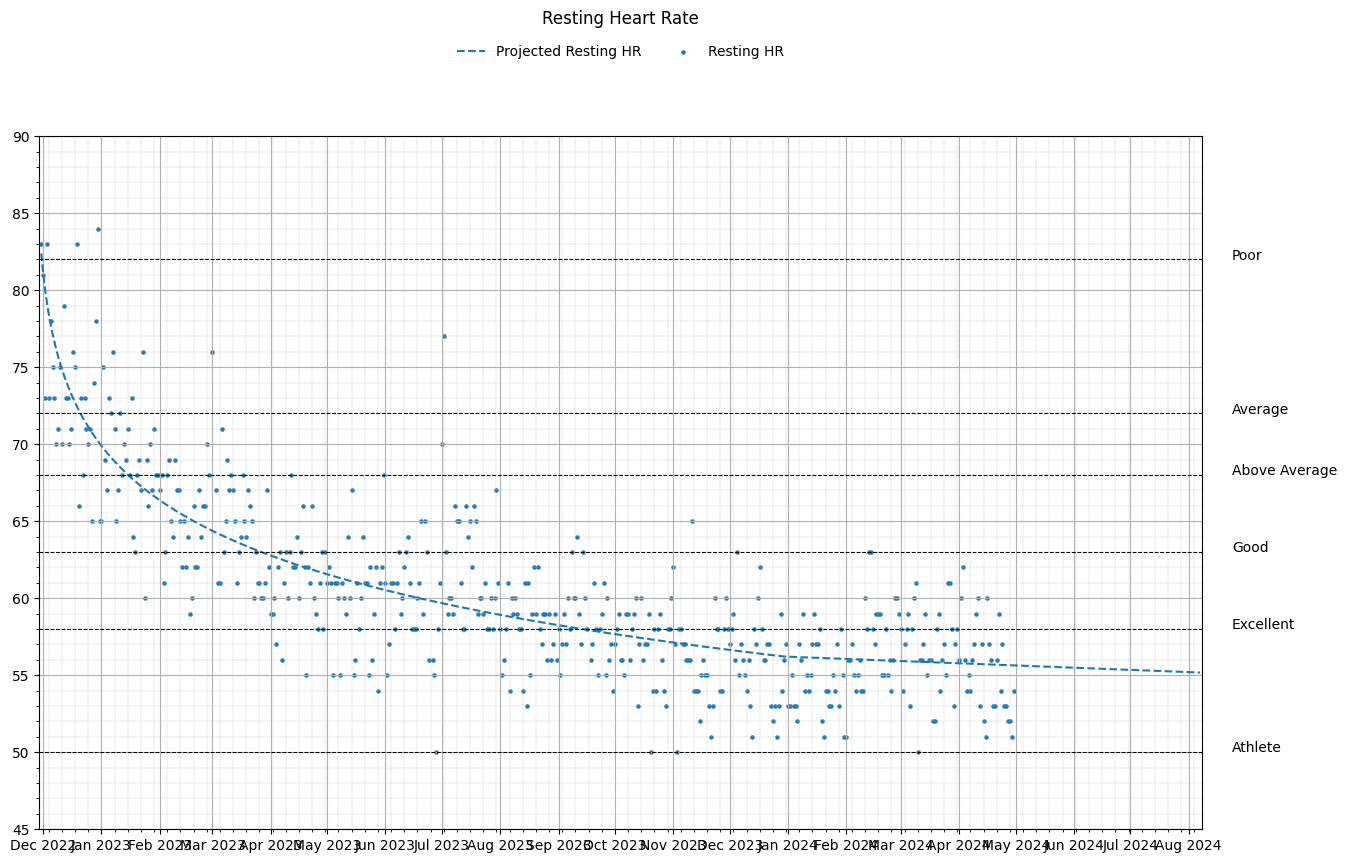 Resting Heart Rate
Projected Resting HR Resting HR
90
85
Poor
80
75
Average
70
Above Average
65
Good
60
Excellent
55
50
Athlete
45
Dec 2022 Jan 2023 Feb 2023 Mar 2023 Apr 2023 May 2023 Jun 2023 Jul 2023 Aug 2023 Sep 2023 Oct 2023 Nov 2023 Dec 2023 Jan 2024 Feb 2024 Mar 2024 Apr 2024 May 2024 Jun 2024 Jul 2024 Aug 2024